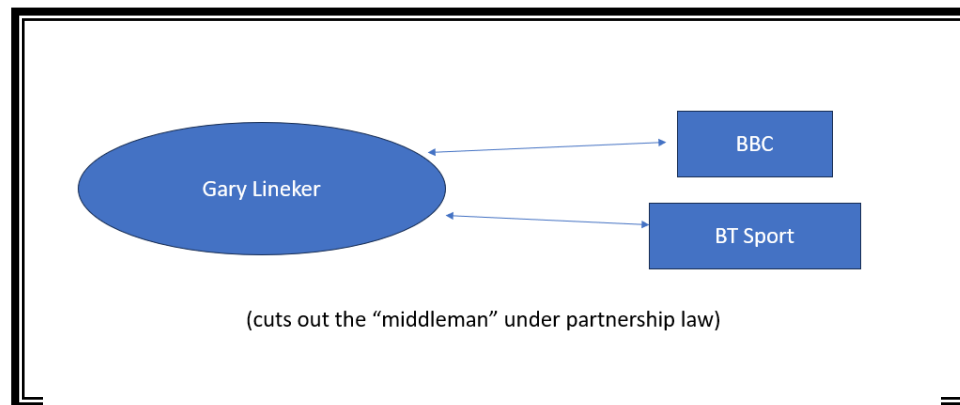 Gary Lineker
BBC
BT Sport
(cuts out the “middleman” under partnership law)